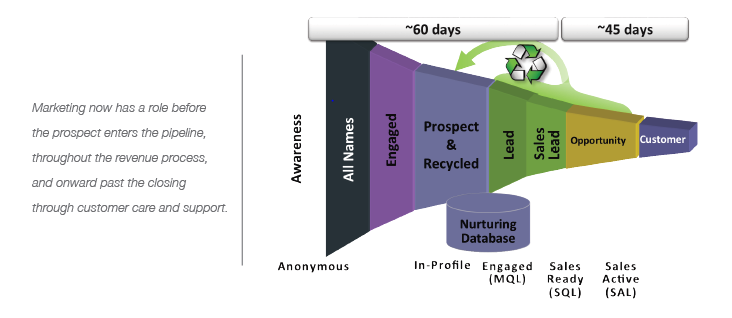 ~60 days
~45 days
Marketing now has a role before
the prospect enters the pipeline,
throughout the revenue process,
and onward past the closing
through customer care and support.
Awareness
All Names
Engaged
Prospect
&
Recycled
Lead
Sales
Lead
Opportunity
Customer
Nurturing
Database
Anonymous
In-Profile
Engaged
(MQL)
Sales
Ready
(SQL)
Sales
Active
(SAL)